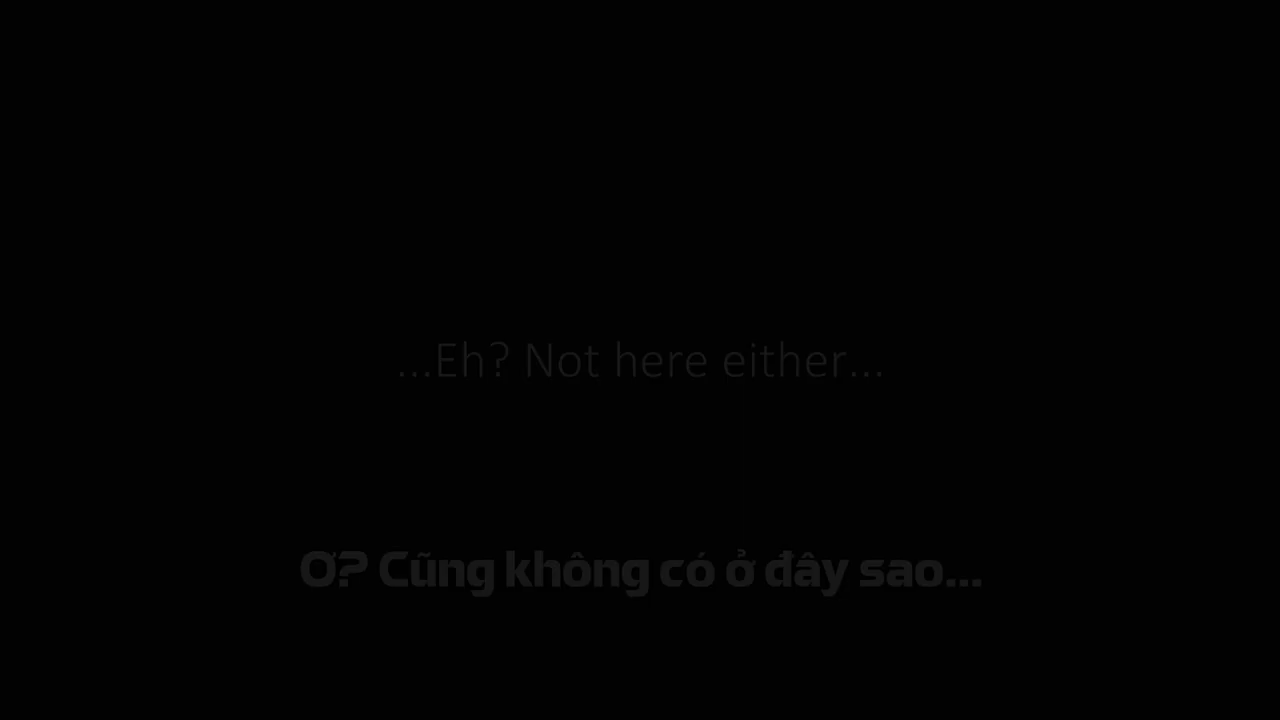 ...Eh? Not here either...
Ơ? Cũng không có ở đây sao...